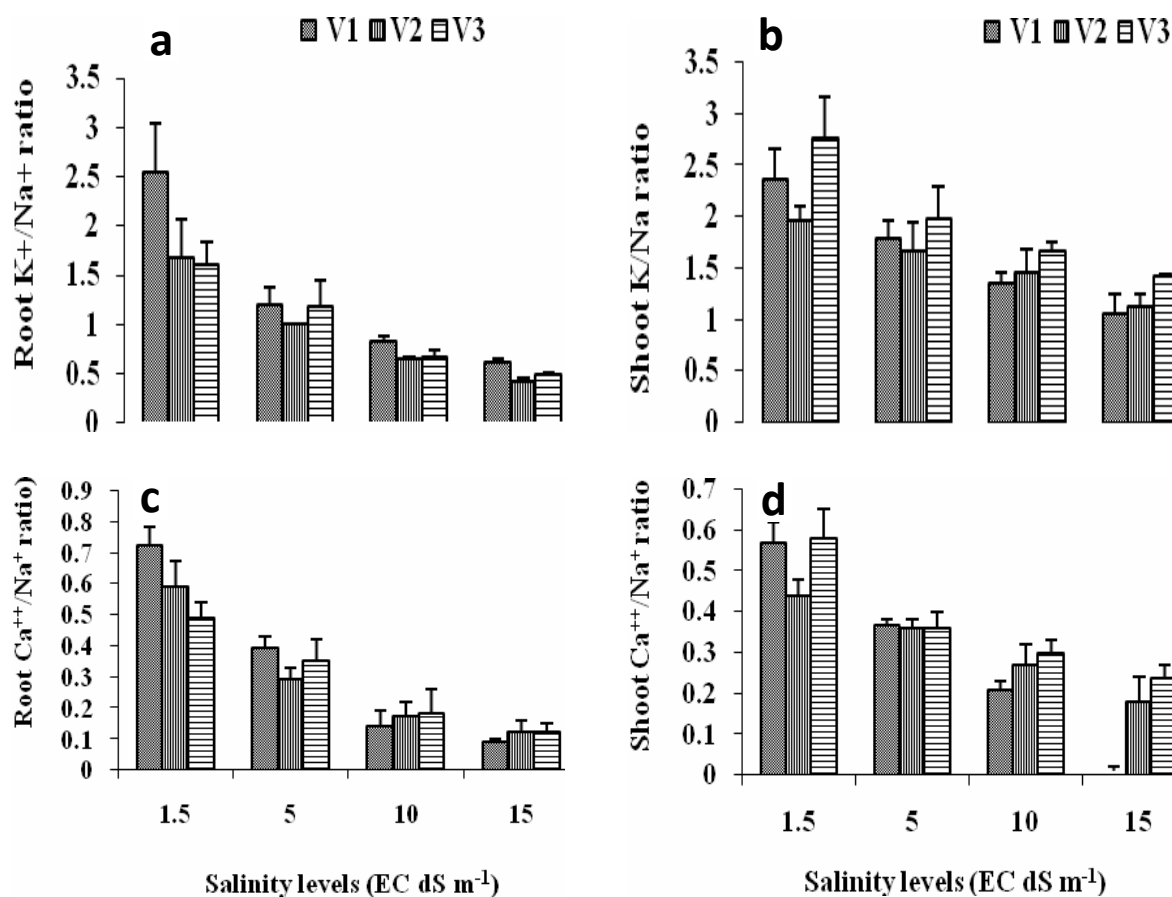 a
V1 V2 V3
Root K+/Na+ ratio
3.5
3
2.5
2
1.5
1
0.5
0
b
V1 V2 V3
Shoot K/Na ratio
3.5
3
2.5
2
1.5
1
0.5
0
c
Root Ca⁺⁺/Na⁺ ratio)
0.9
0.8
0.7
0.6
0.5
0.4
0.3
0.2
0.1
0
1.5 5 10 15
Salinity levels (EC dS m⁻¹)
d
Shoot Ca⁺⁺/Na⁺ ratio
0.7
0.6
0.5
0.4
0.3
0.2
0.1
0
1.5 5 10 15
Salinity levels (EC dS m⁻¹)